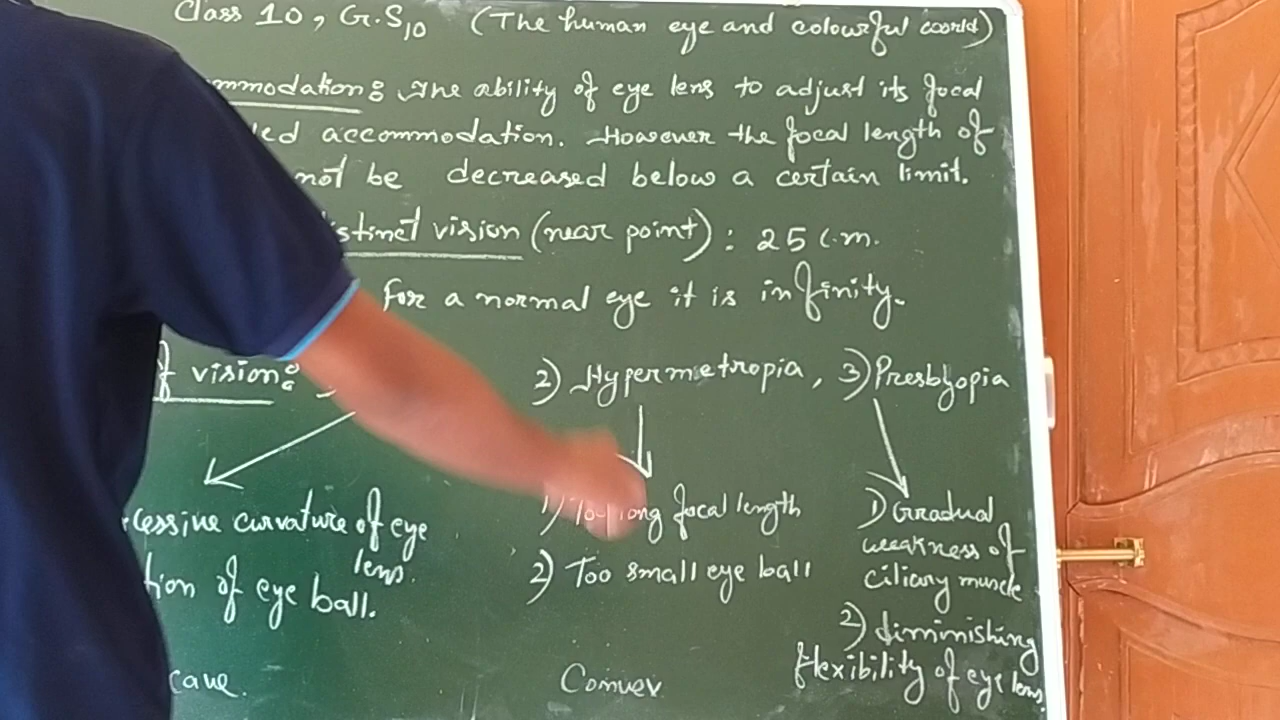 Class 10, G.S10 (The human eye and colourful world)
mmodation: The ability of eye lens to adjust its focal
led accommodation. However the focal length of
not be decreased below a certain limit.
stinct vision (near point): 25 c.m.
for a normal eye it is infinity.
of vision: 2) Hypermetropia, 3) Presbyopia
cessive curvature of eye lens.
tion of eye ball.
1) Too long focal length
2) Too small eye ball
1) Gradual
weakness of
ciliary muscle
2) diminishing
flexibility of eye lens.
cave. Convex